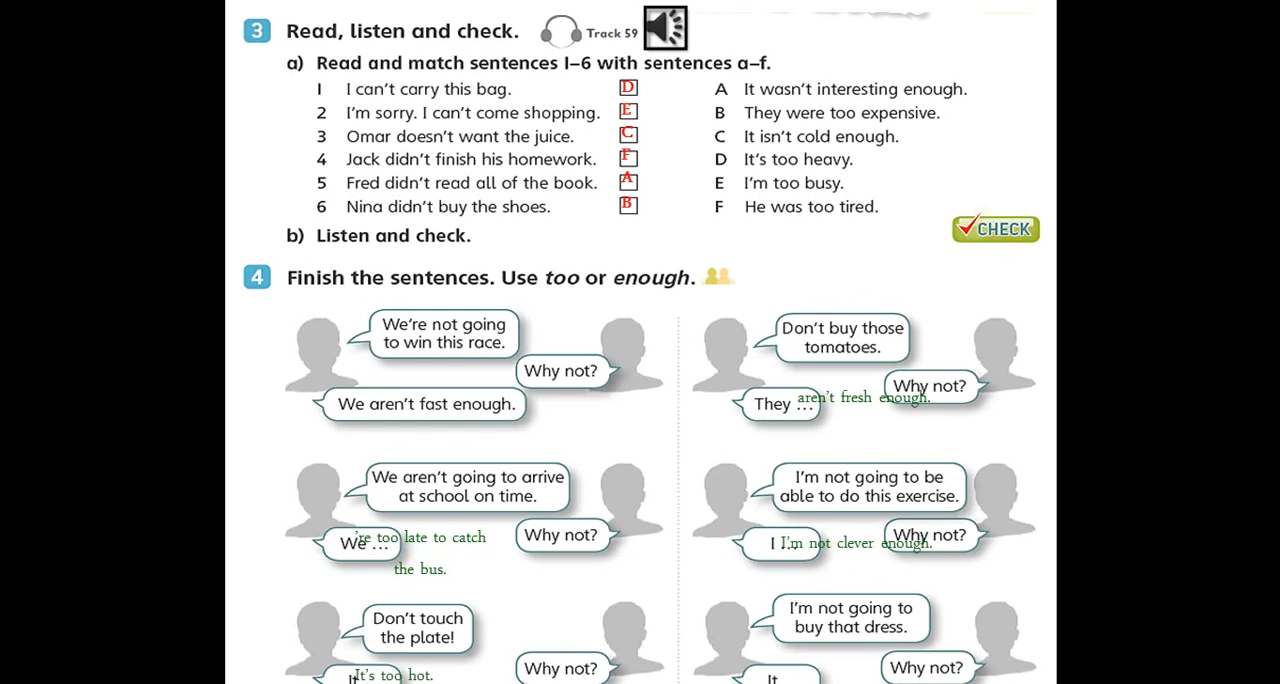 3 Read, listen and check. Track 59
a) Read and match sentences 1–6 with sentences a–f.
1 I can't carry this bag. D A It wasn't interesting enough.
2 I'm sorry. I can't come shopping. E B They were too expensive.
3 Omar doesn't want the juice. C C It isn't cold enough.
4 Jack didn't finish his homework. F D It's too heavy.
5 Fred didn't read all of the book. A E I'm too busy.
6 Nina didn't buy the shoes. B F He was too tired.
b) Listen and check.
CHECK
4 Finish the sentences. Use too or enough.
We're not going
to win this race.
Why not?
We aren't fast enough.
Don't buy those
tomatoes.
Why not?
They ... aren't fresh enough.
We aren't going to arrive
at school on time.
Why not?
We ... 're too late to catch
the bus.
I'm not going to be
able to do this exercise.
Why not?
I ... I'm not clever enough.
Don't touch
the plate!
Why not?
It It's too hot.
I'm not going to
buy that dress.
Why not?
It